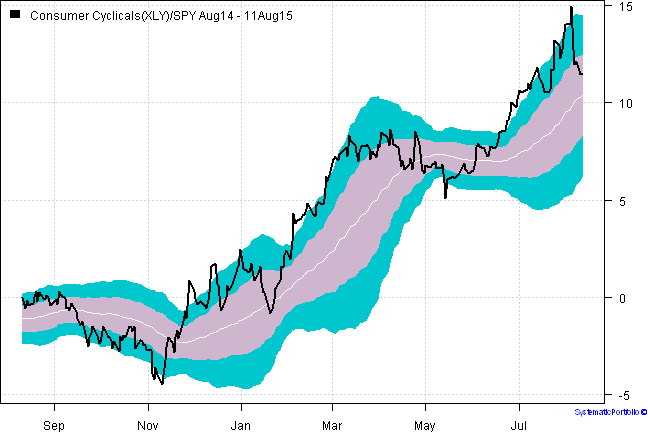 Consumer Cyclicals(XLY)/SPY Aug14 - 11Aug15
15
10
5
0
-5
Sep Nov Jan Mar May Jul
SystematicPortfolio ©